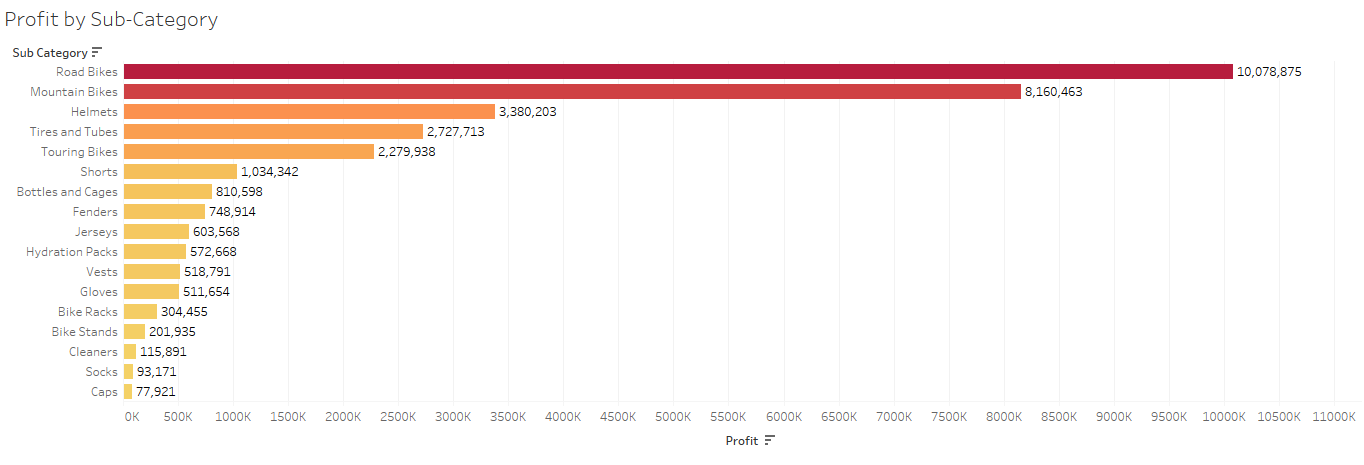 Profit by Sub-Category
Sub Category
Road Bikes 10,078,875
Mountain Bikes 8,160,463
Helmets 3,380,203
Tires and Tubes 2,727,713
Touring Bikes 2,279,938
Shorts 1,034,342
Bottles and Cages 810,598
Fenders 748,914
Jerseys 603,568
Hydration Packs 572,668
Vests 518,791
Gloves 511,654
Bike Racks 304,455
Bike Stands 201,935
Cleaners 115,891
Socks 93,171
Caps 77,921
0K 500K 1000K 1500K 2000K 2500K 3000K 3500K 4000K 4500K 5000K 5500K 6000K 6500K 7000K 7500K 8000K 8500K 9000K 9500K 10000K 10500K 11000K
Profit